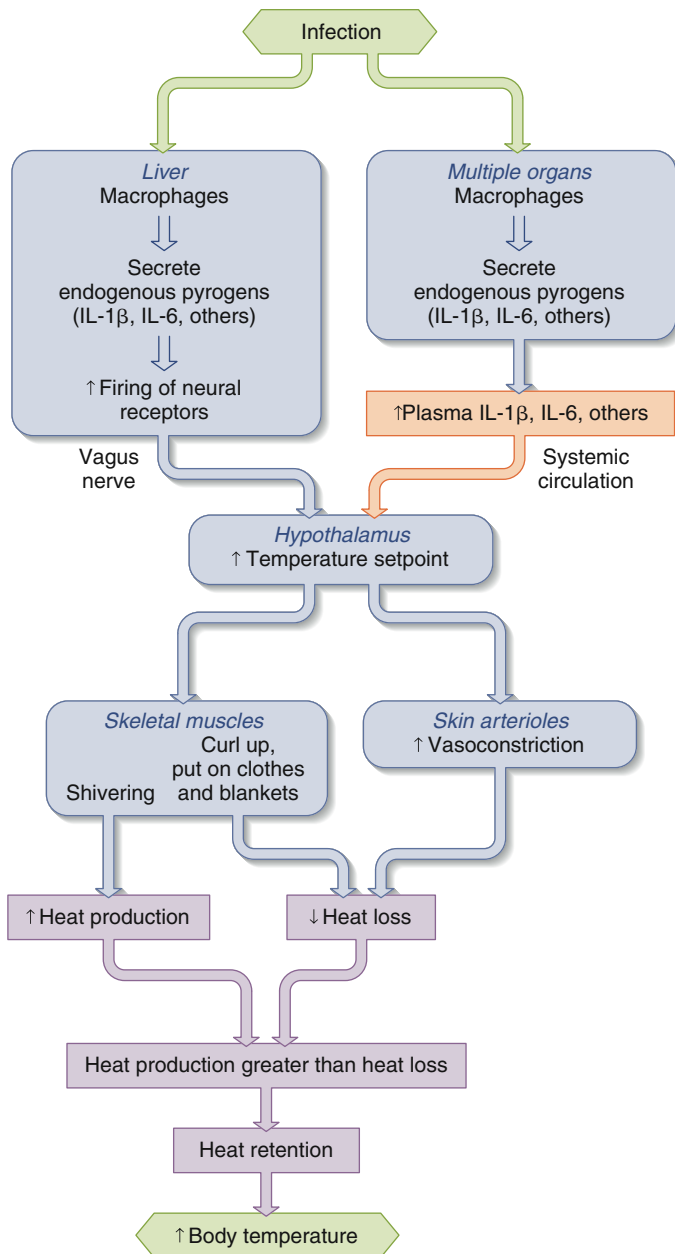 Infection
Liver
Macrophages
Secrete
endogenous pyrogens
(IL-1β, IL-6, others)
↑Firing of neural
receptors
Multiple organs
Macrophages
Secrete
endogenous pyrogens
(IL-1β, IL-6, others)
↑Plasma IL-1β, IL-6, others
Vagus
nerve
Systemic
circulation
Hypothalamus
↑ Temperature setpoint
Skeletal muscles
Shivering
Curl up,
put on clothes
and blankets
Skin arterioles
↑ Vasoconstriction
↑Heat production
↓Heat loss
Heat production greater than heat loss
Heat retention
↑Body temperature